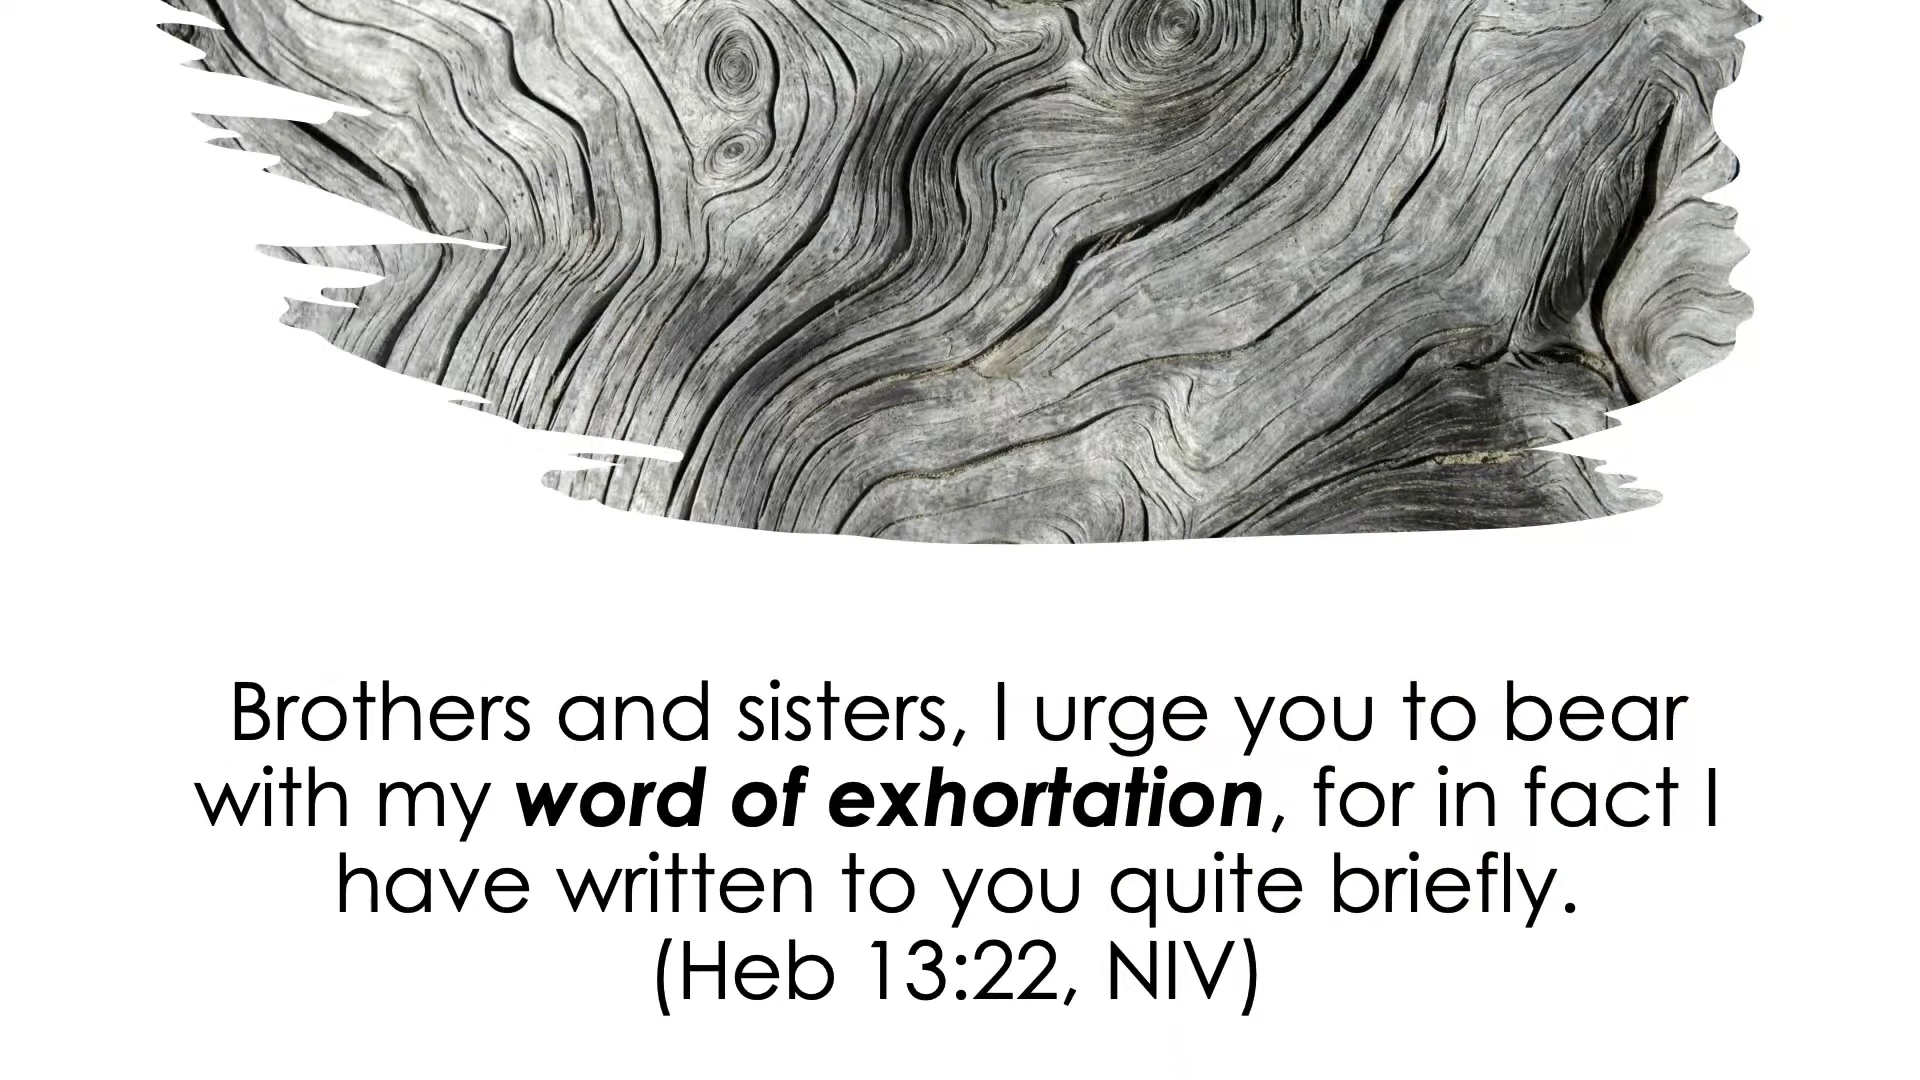 Brothers and sisters, I urge you to bear
with my word of exhortation, for in fact I
have written to you quite briefly.
(Heb 13:22, NIV)